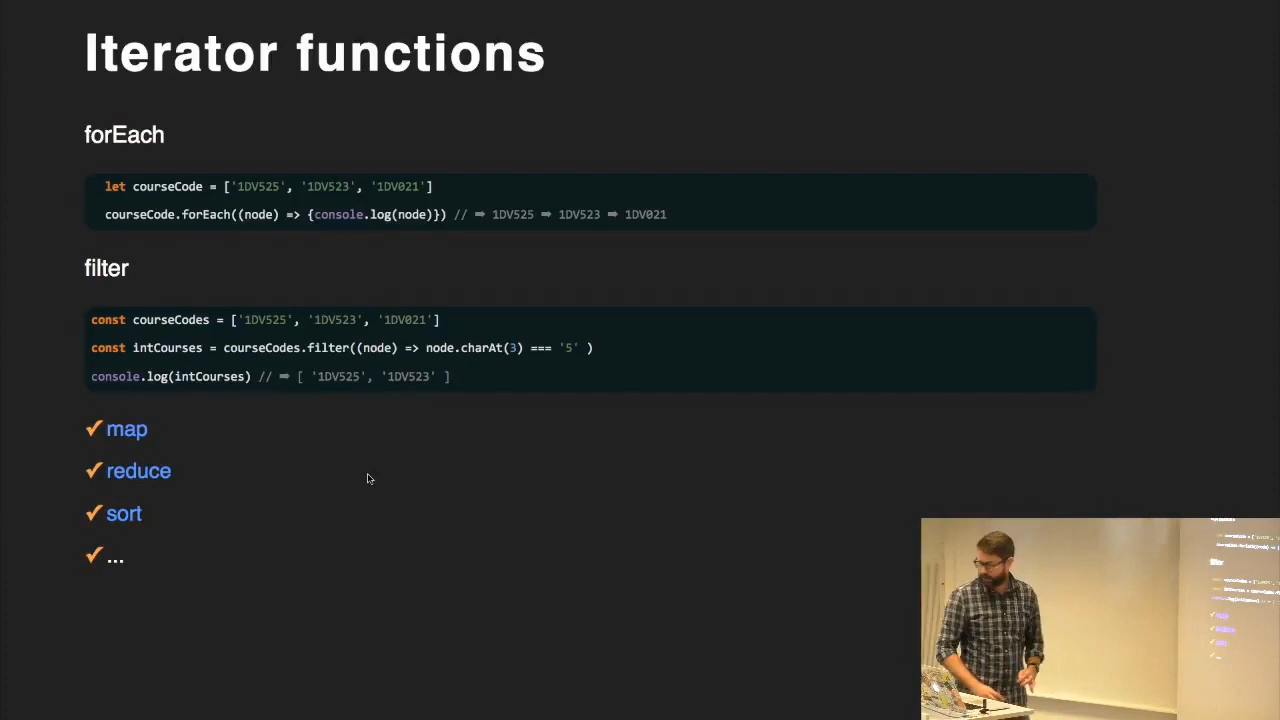 Iterator functions
forEach
let courseCode = ['1DV525', '1DV523', '1DV021']
courseCode.forEach((node) => {console.log(node)}) // ➡ 1DV525 ➡ 1DV523 ➡ 1DV021
filter
const courseCodes = ['1DV525', '1DV523', '1DV021']
const intCourses = courseCodes.filter((node) => node.charAt(3) === '5' )
console.log(intCourses) // ➡ [ '1DV525', '1DV523' ]
✔ map
✔ reduce
✔ sort
✔ ...